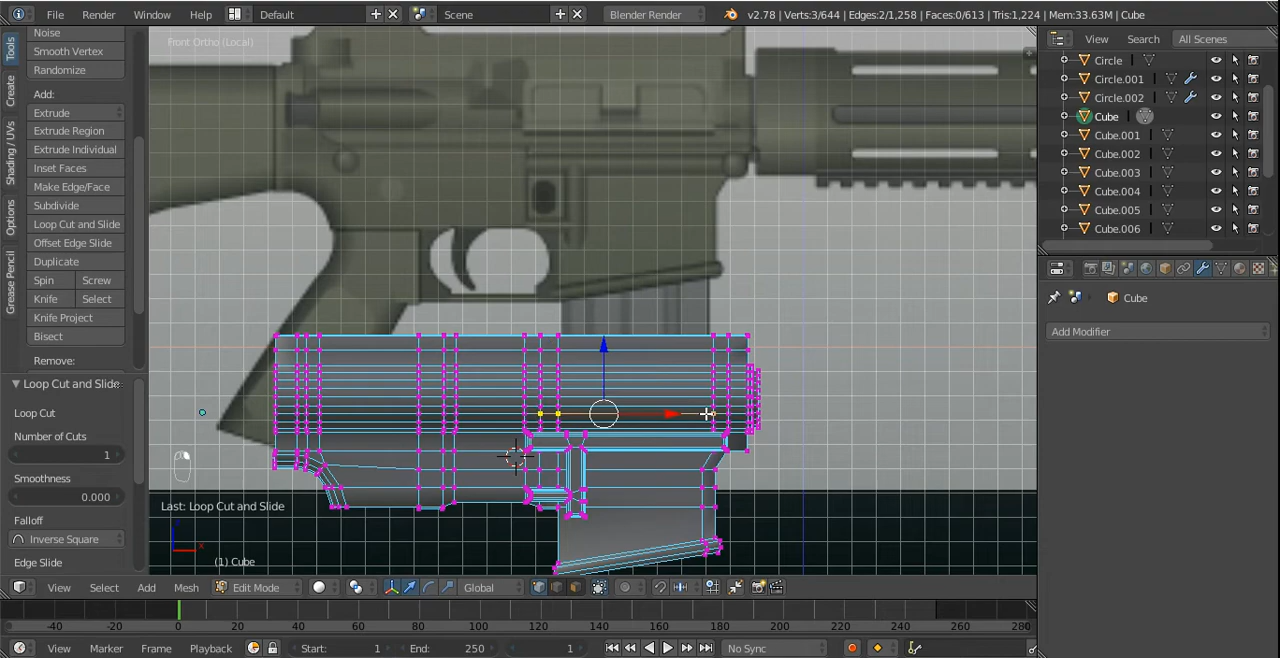 File Render Window Help Default Scene Blender Render v2.78 | Verts:3/644 | Edges:2/1,258 | Faces:0/613 | Tris:1,224 | Mem:33.63M | Cube
Tools
Create
Shading / UVs
Options
Grease Pencil
Noise
Smooth Vertex
Randomize
Add:
Extrude
Extrude Region
Extrude Individual
Inset Faces
Make Edge/Face
Subdivide
Loop Cut and Slide
Offset Edge Slide
Duplicate
Spin Screw
Knife Select
Knife Project
Bisect
Remove:
Loop Cut and Slide
Loop Cut
Number of Cuts
1
Smoothness
0.000
Falloff
Inverse Square
Edge Slide
Front Ortho (Local)
Last: Loop Cut and Slide
(1) Cube
View Search All Scenes
Circle
Circle.001
Circle.002
Cube
Cube.001
Cube.002
Cube.003
Cube.004
Cube.005
Cube.006
Cube
Add Modifier
View Select Add Mesh Edit Mode Global
-40 -20 0 20 40 60 80 100 120 140 160 180 200 220 240 260 280
View Marker Frame Playback Start: 1 End: 250 1 No Sync